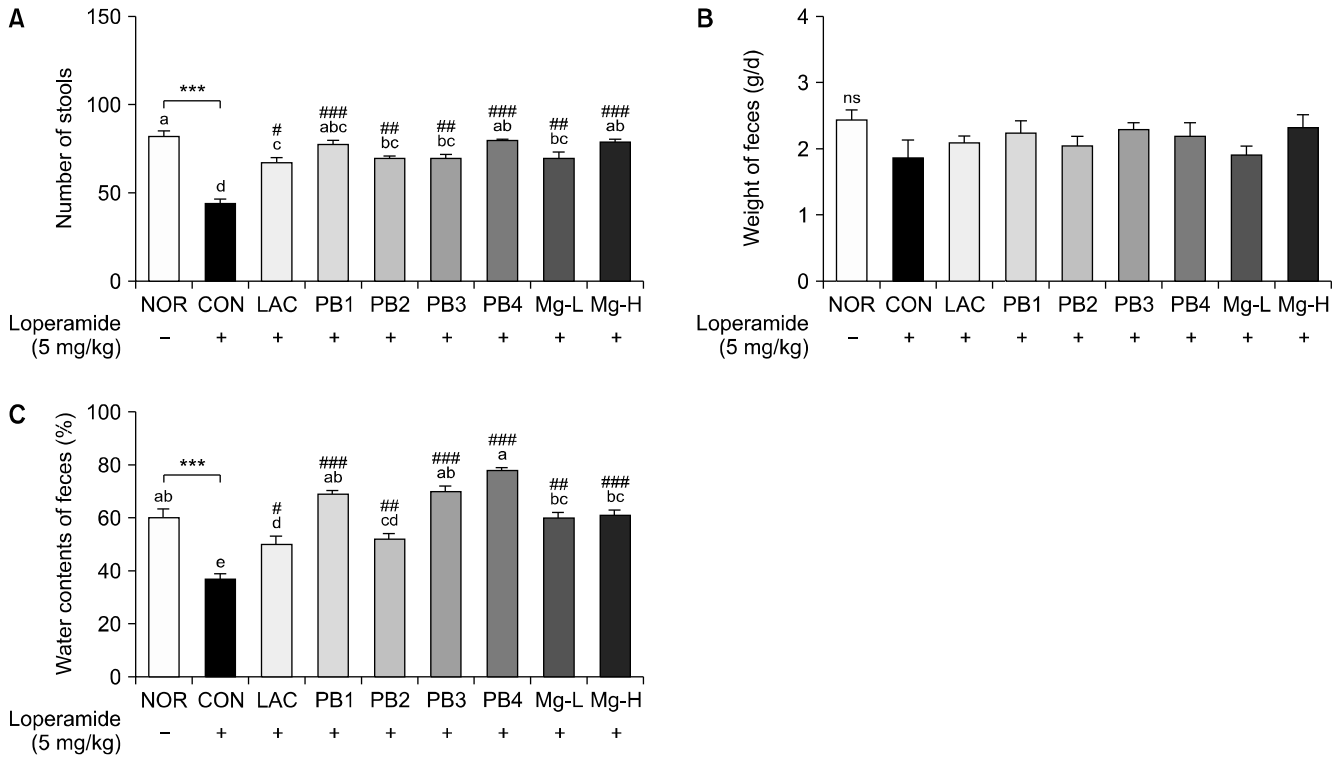 A
Number of stools
150
100
50
0
***
a
d
#
c
###
abc
##
bc
##
bc
###
ab
##
bc
###
ab
NOR CON LAC PB1 PB2 PB3 PB4 Mg-L Mg-H
Loperamide
(5 mg/kg) – + + + + + + + +
B
Weight of feces (g/d)
4
3
2
1
0
ns
NOR CON LAC PB1 PB2 PB3 PB4 Mg-L Mg-H
Loperamide
(5 mg/kg) – + + + + + + + +
C
Water contents of feces (%)
100
80
60
40
20
0
***
ab
e
#
d
###
ab
##
cd
###
ab
###
a
##
bc
###
bc
NOR CON LAC PB1 PB2 PB3 PB4 Mg-L Mg-H
Loperamide
(5 mg/kg) – + + + + + + + +